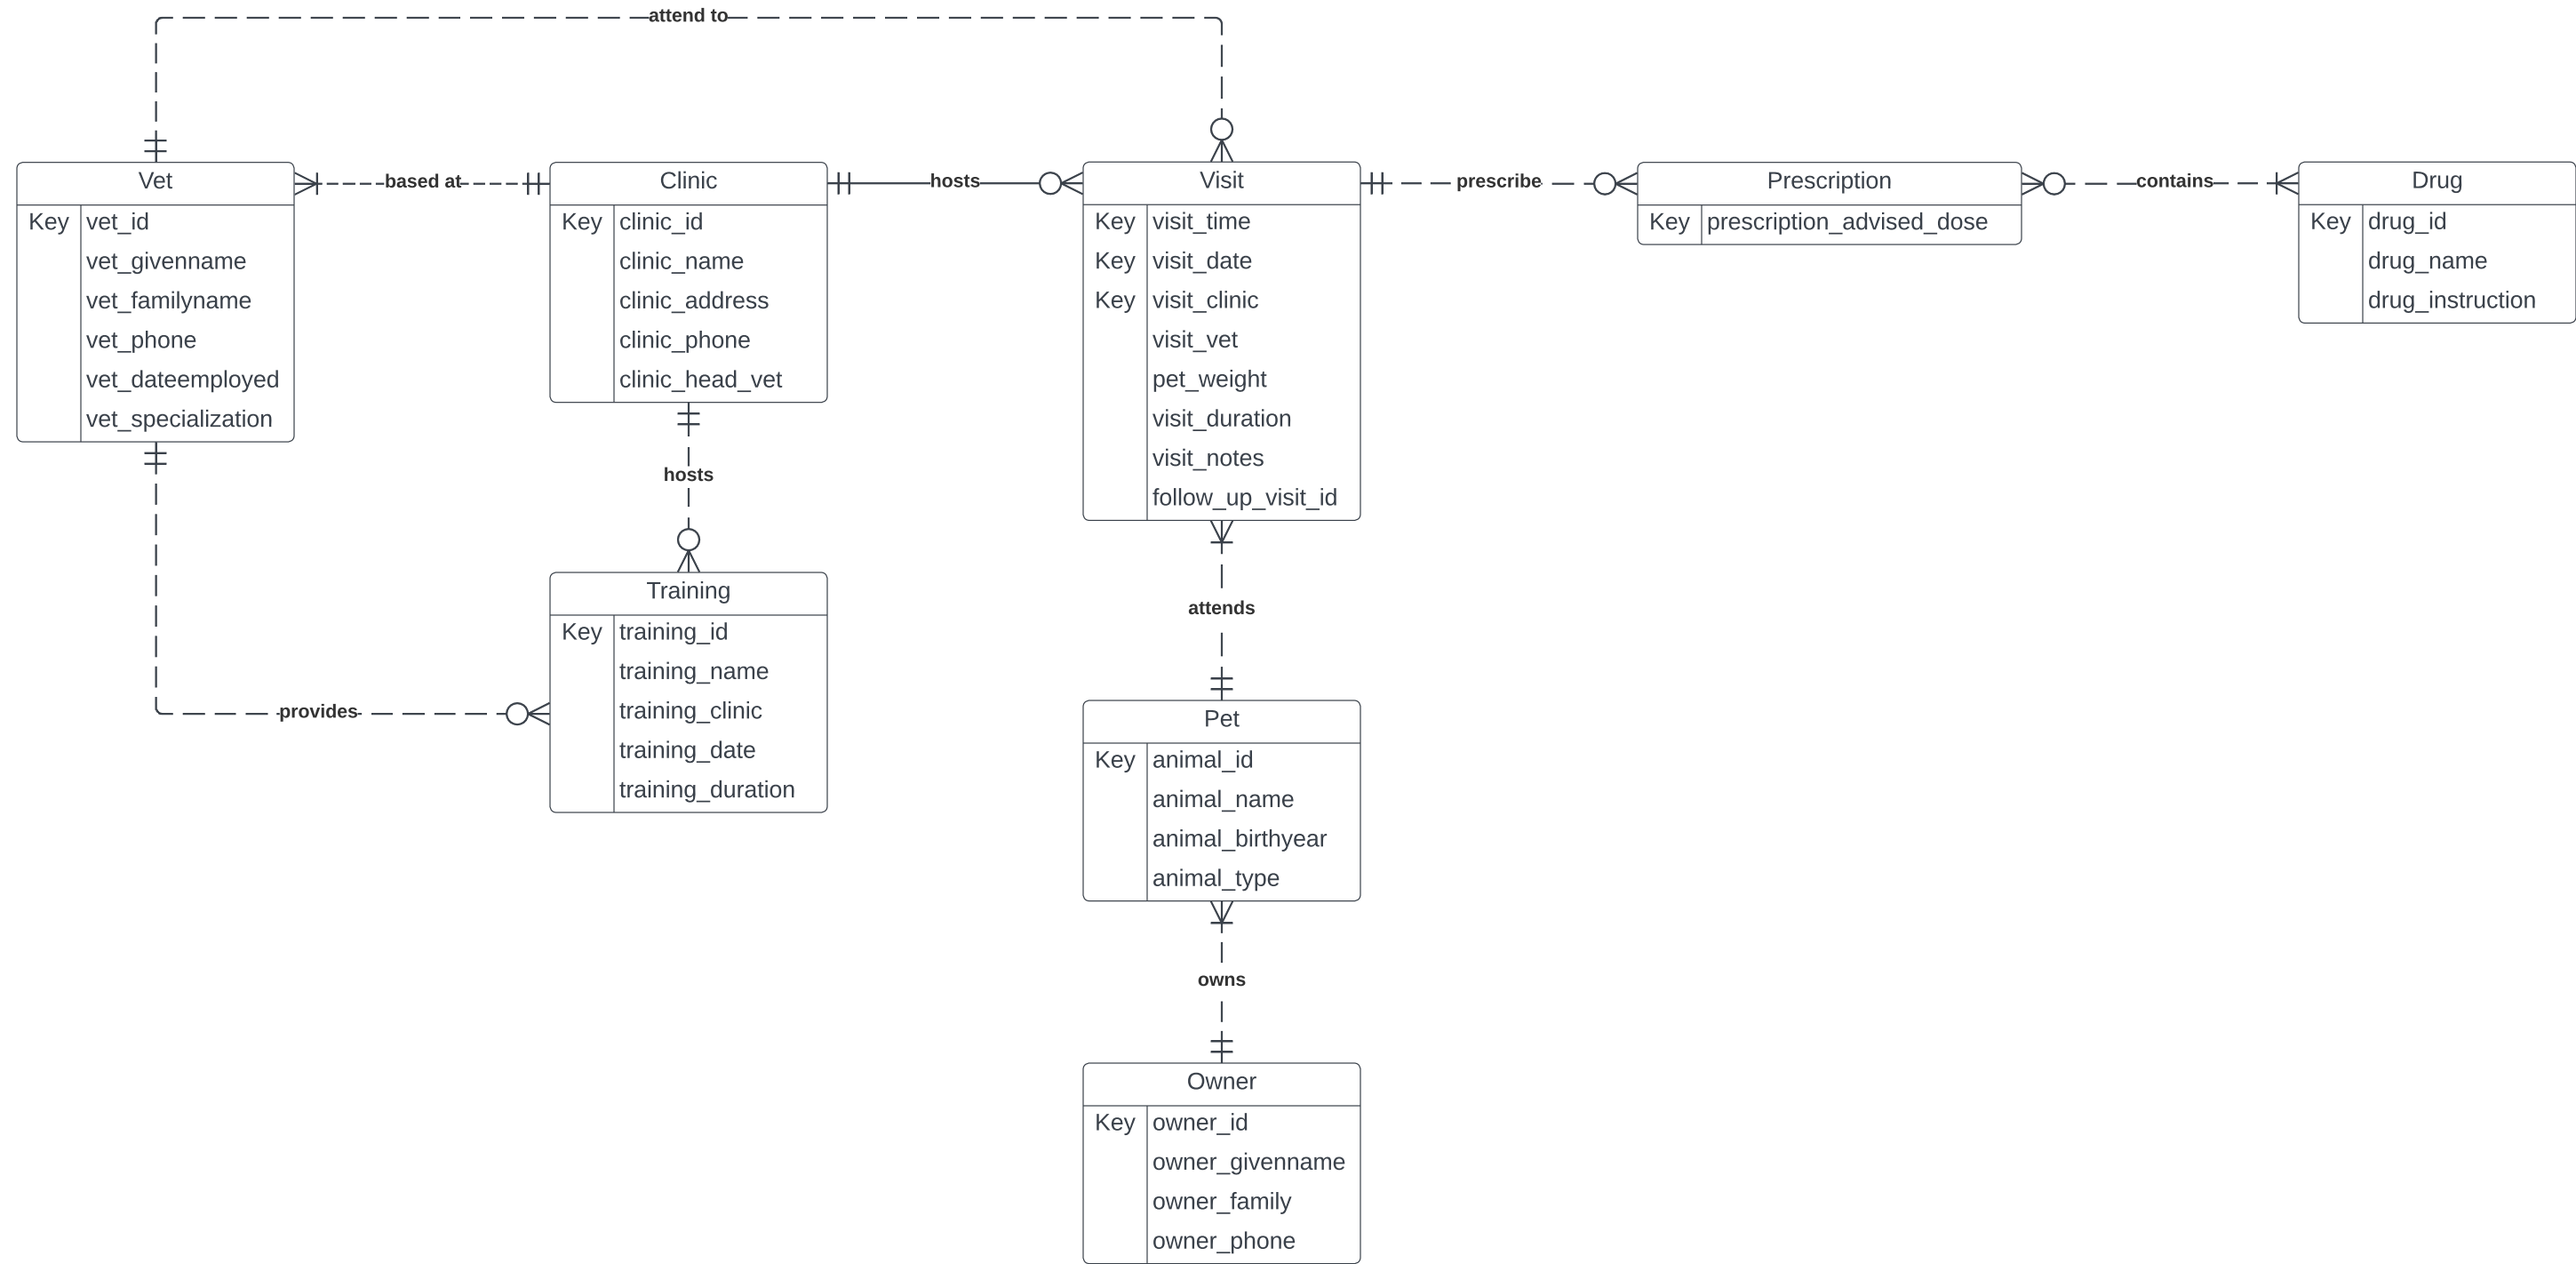 attend to
Vet
Key vet_id
vet_givenname
vet_familyname
vet_phone
vet_dateemployed
vet_specialization
based at
Clinic
Key clinic_id
clinic_name
clinic_address
clinic_phone
clinic_head_vet
hosts
Visit
Key visit_time
Key visit_date
Key visit_clinic
visit_vet
pet_weight
visit_duration
visit_notes
follow_up_visit_id
prescribe
Prescription
Key prescription_advised_dose
contains
Drug
Key drug_id
drug_name
drug_instruction
hosts
Training
Key training_id
training_name
training_clinic
training_date
training_duration
provides
attends
Pet
Key animal_id
animal_name
animal_birthyear
animal_type
owns
Owner
Key owner_id
owner_givenname
owner_family
owner_phone